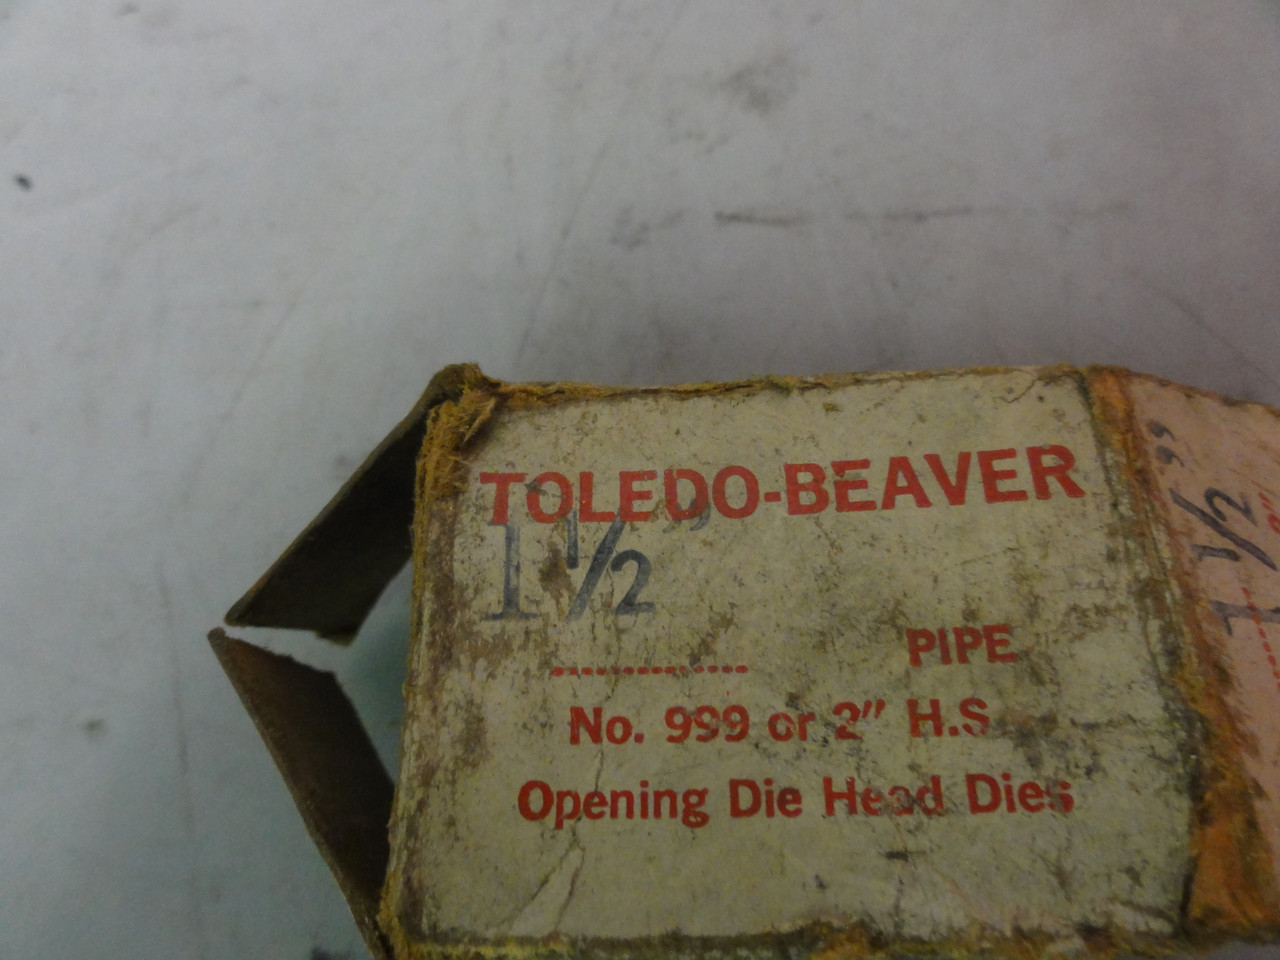 TOLEDO-BEAVER
1 1/2"
PIPE
No. 999 or 2" H.S
Opening Die Head Dies
1 1/2"